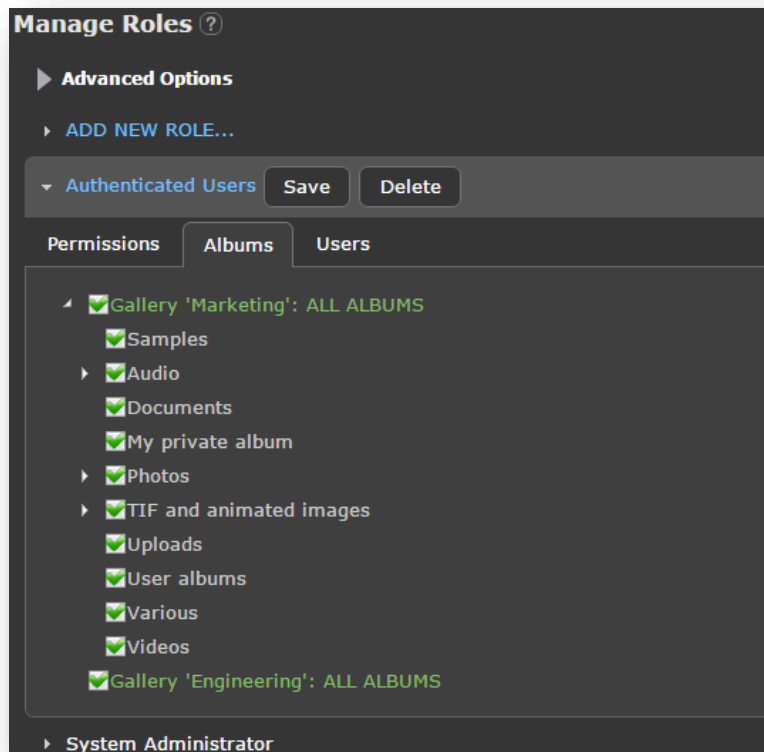 Manage Roles ?
Advanced Options
ADD NEW ROLE...
Authenticated Users Save Delete
Permissions Albums Users
Gallery 'Marketing': ALL ALBUMS
Samples
Audio
Documents
My private album
Photos
TIF and animated images
Uploads
User albums
Various
Videos
Gallery 'Engineering': ALL ALBUMS
System Administrator